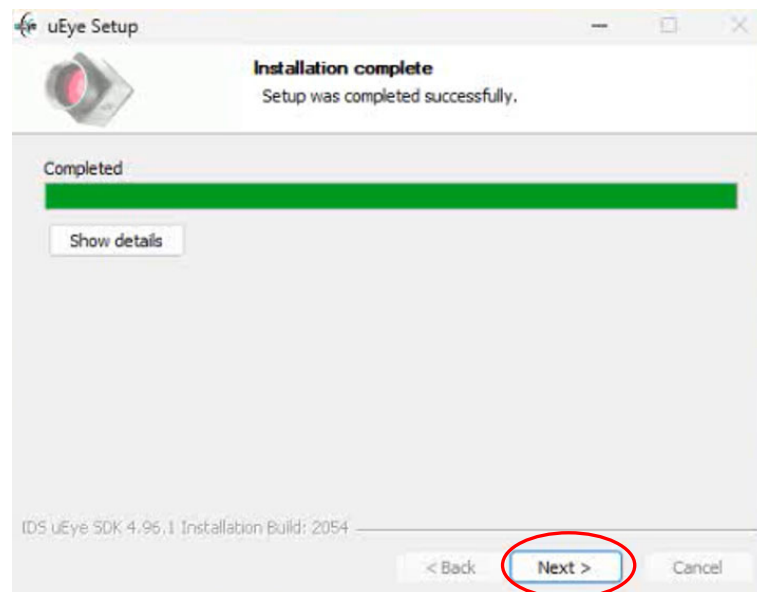 uEye Setup
Installation complete
Setup was completed successfully.
Completed
Show details
IDS uEye SDK 4.96.1 Installation Build: 2054
< Back Next > Cancel